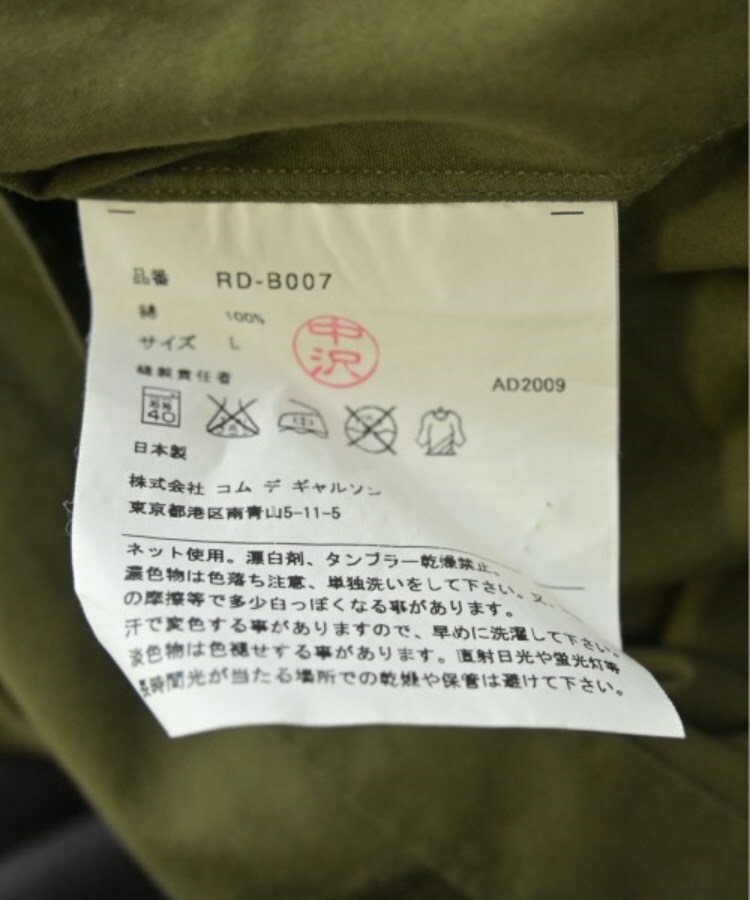 品番 RD-B007
綿 100%
サイズ L
中沢
縫製責任者
AD2009
40
日本製
株式会社 コム デ ギャルソン
東京都港区南青山5-11-5
ネット使用。漂白剤、タンブラー乾燥禁止。
濃色物は色落ち注意、単独洗いをして下さい。又、
の摩擦等で多少白っぽくなる事があります。
汗で変色する事がありますので、早めに洗濯して下さい。
淡色物は色褪せする事があります。直射日光や蛍光灯等
長時間光が当たる場所での乾燥や保管は避けて下さい。